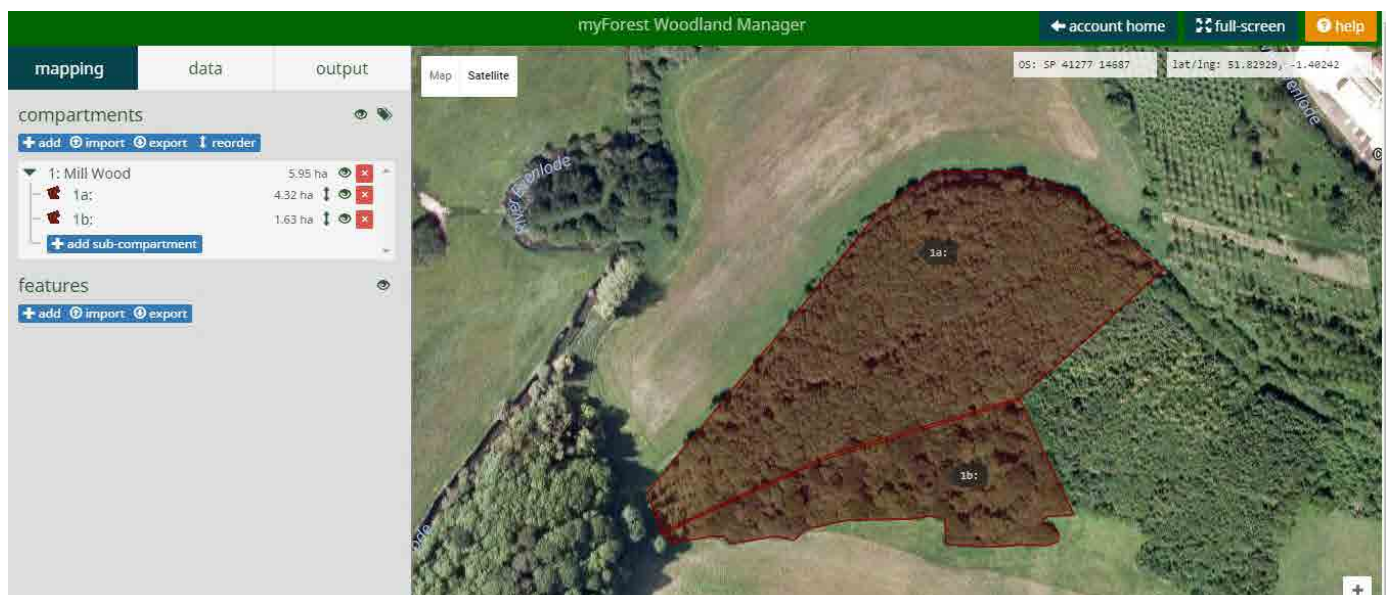 myForest Woodland Manager
account home
full-screen
help
mapping
data
output
compartments
add import export reorder
1: Mill Wood 5.95 ha
1a: 4.32 ha
1b: 1.63 ha
add sub-compartment
features
add import export
Map Satellite
OS: SP 41277 14687
lat/lng: 51.82929, -1.40242
River Evenlode
1a:
1b: